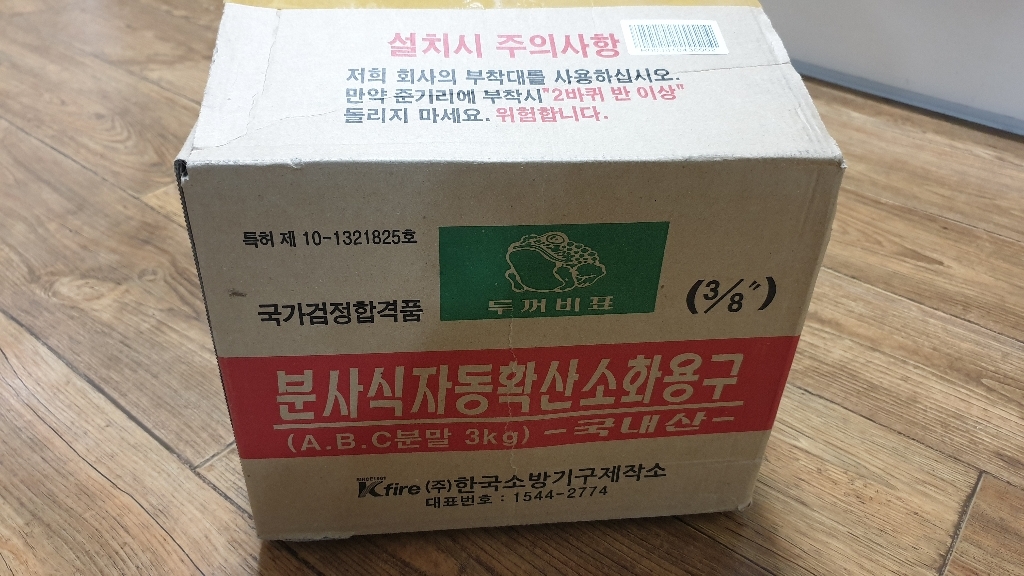 설치시 주의사항
저희 회사의 부착대를 사용하십시오.
만약 준거리에 부착시"2바퀴 반 이상"
돌리지 마세요. 위험합니다.
특허 제 10-1321825호
국가검정합격품
두꺼비표
(3/8")
분사식자동확산소화용구
(A.B.C분말 3kg) -국내산-
Kfire (주)한국소방기구제작소
대표번호 : 1544-2774